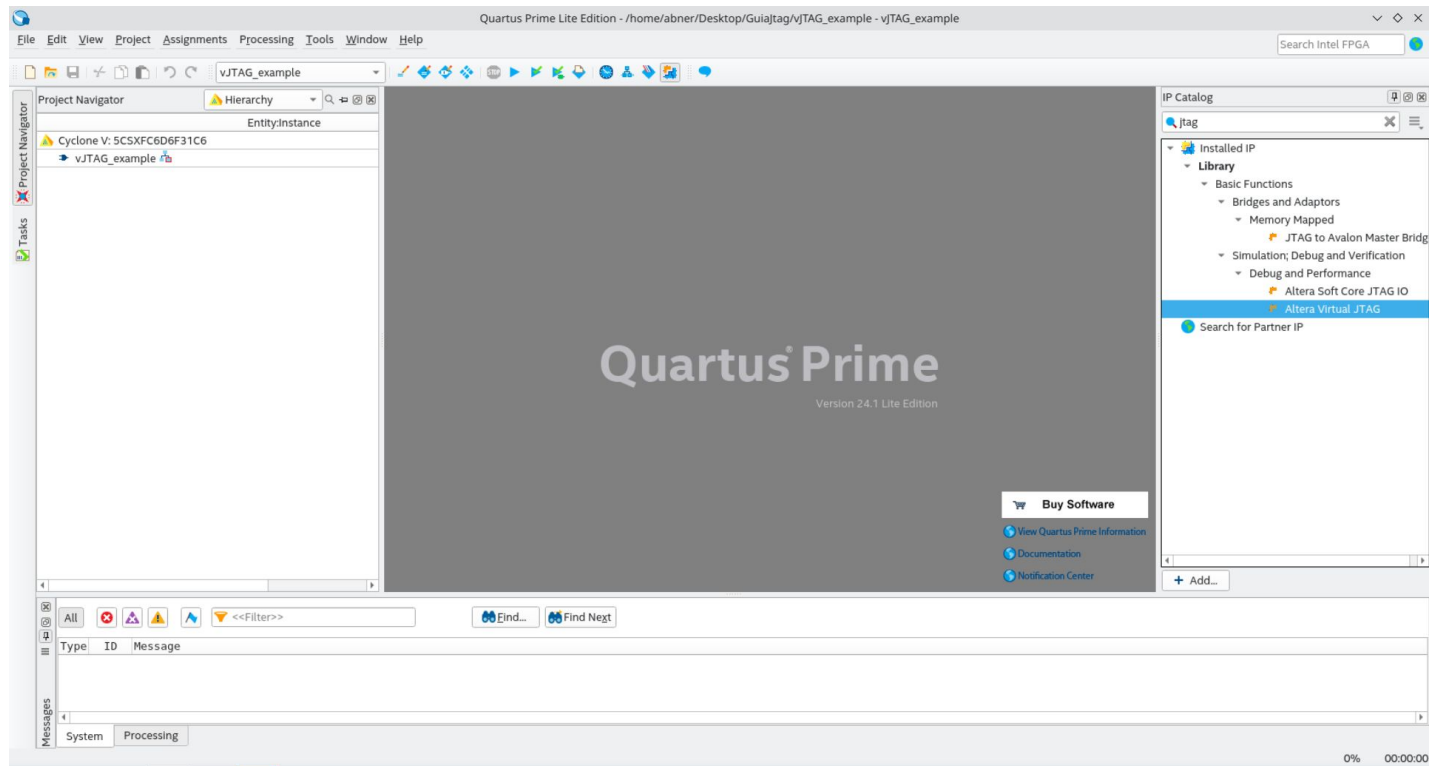 Quartus Prime Lite Edition - /home/abner/Desktop/GuiaJtag/vJTAG_example - vJTAG_example
File Edit View Project Assignments Processing Tools Window Help
Search Intel FPGA
vJTAG_example
STOP
Project Navigator
Hierarchy
Entity:Instance
Cyclone V: 5CSXFC6D6F31C6
vJTAG_example
Project Navigator
Tasks
Quartus® Prime
Version 24.1 Lite Edition
Buy Software
View Quartus Prime Information
Documentation
Notification Center
IP Catalog
jtag
Installed IP
Library
Basic Functions
Bridges and Adaptors
Memory Mapped
JTAG to Avalon Master Bridg
Simulation; Debug and Verification
Debug and Performance
Altera Soft Core JTAG IO
Altera Virtual JTAG
Search for Partner IP
+ Add...
All
<<Filter>>
Find...
Find Next
Type ID Message
Messages
System Processing
0% 00:00:00